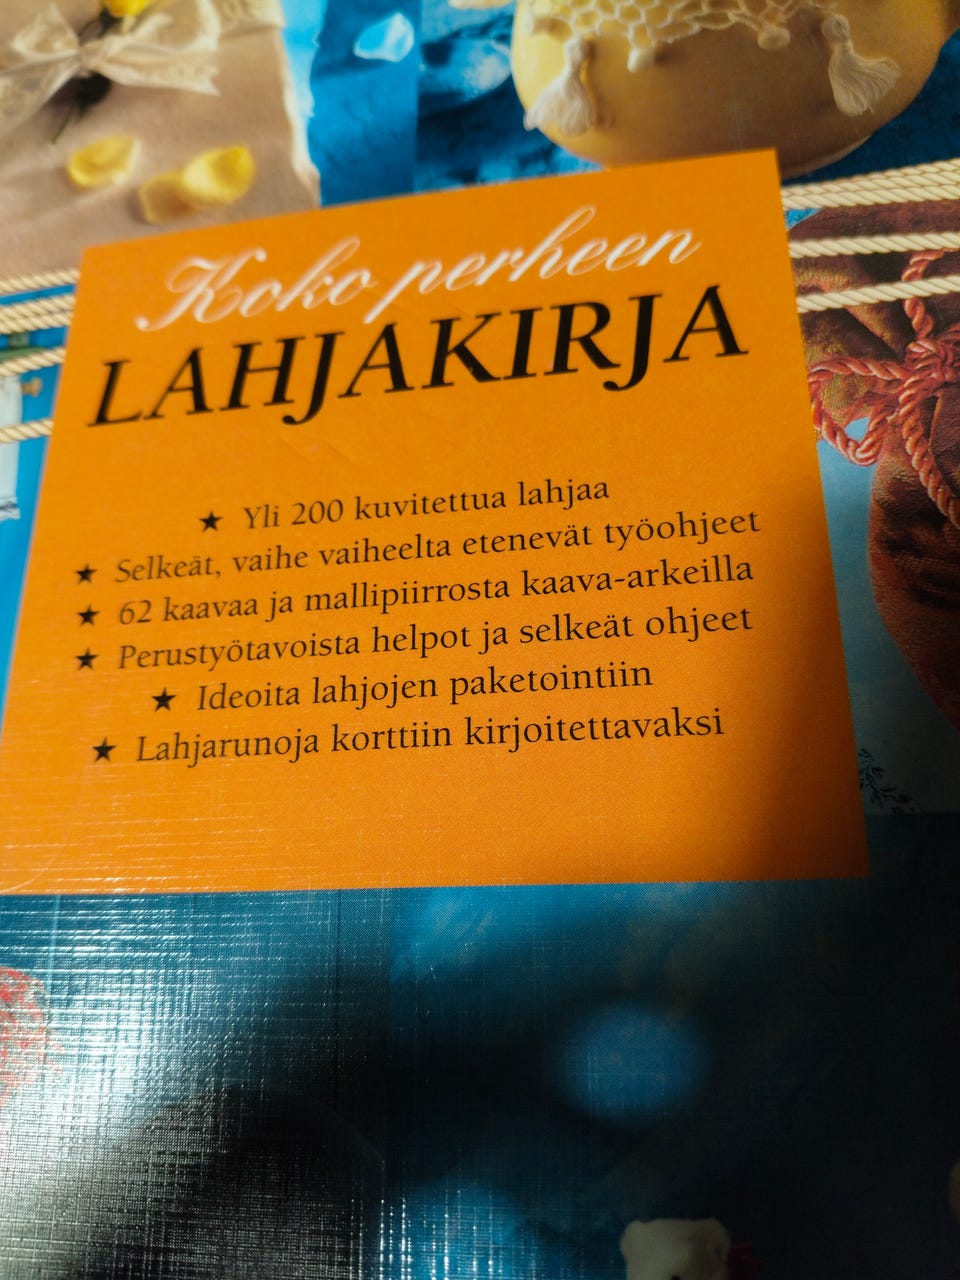 Koko perheen
LAHJAKIRJA
★ Yli 200 kuvitettua lahjaa
★ Selkeät, vaihe vaiheelta etenevät työohjeet
★ 62 kaavaa ja mallipiirrosta kaava-arkeilla
★ Perustyötavoista helpot ja selkeät ohjeet
★ Ideoita lahjojen paketointiin
★ Lahjarunoja korttiin kirjoitettavaksi